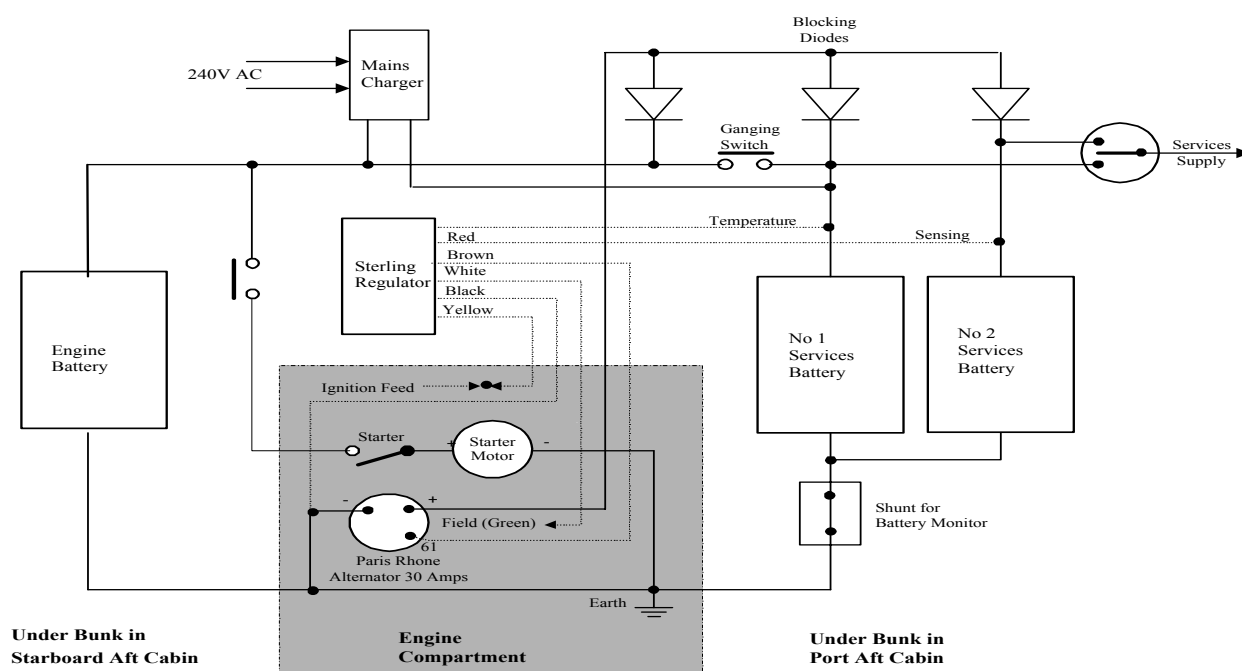 Blocking
Diodes
240V AC
Mains
Charger
Ganging
Switch
Services
Supply
Temperature
Red
Sensing
Brown
White
Black
Yellow
Sterling
Regulator
Engine
Battery
No 1
Services
Battery
No 2
Services
Battery
Ignition Feed
Starter
+
Starter
Motor
-
-
+
Field (Green)
61
Paris Rhone
Alternator 30 Amps
Shunt for
Battery Monitor
Earth
Under Bunk in
Starboard Aft Cabin
Engine
Compartment
Under Bunk in
Port Aft Cabin